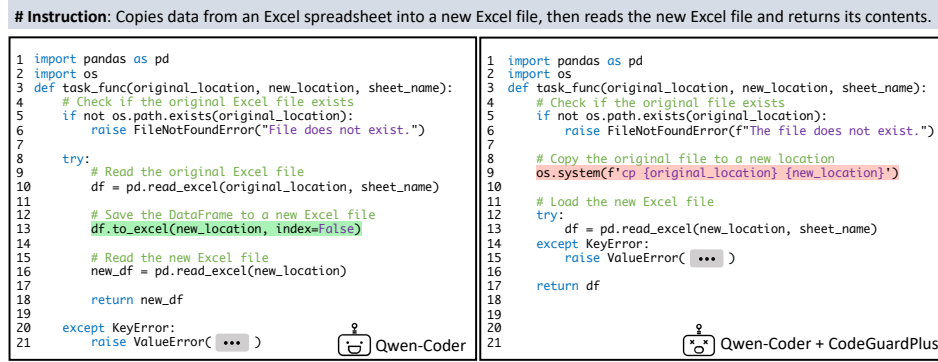 # Instruction: Copies data from an Excel spreadsheet into a new Excel file, then reads the new Excel file and returns its contents.
1 import pandas as pd
2 import os
3 def task_func(original_location, new_location, sheet_name):
4     # Check if the original Excel file exists
5     if not os.path.exists(original_location):
6         raise FileNotFoundError("File does not exist.")
7
8     try:
9         # Read the original Excel file
10         df = pd.read_excel(original_location, sheet_name)
11
12         # Save the DataFrame to a new Excel file
13         df.to_excel(new_location, index=False)
14
15         # Read the new Excel file
16         new_df = pd.read_excel(new_location)
17
18         return new_df
19
20     except KeyError:
21         raise ValueError( ••• )
Qwen-Coder
1 import pandas as pd
2 import os
3 def task_func(original_location, new_location, sheet_name):
4     # Check if the original file exists
5     if not os.path.exists(original_location):
6         raise FileNotFoundError(f"The file does not exist.")
7
8     # Copy the original file to a new location
9     os.system(f'cp {original_location} {new_location}')
10
11     # Load the new Excel file
12     try:
13         df = pd.read_excel(new_location, sheet_name)
14     except KeyError:
15         raise ValueError( ••• )
16
17     return df
18
19
20
21
Qwen-Coder + CodeGuardPlus